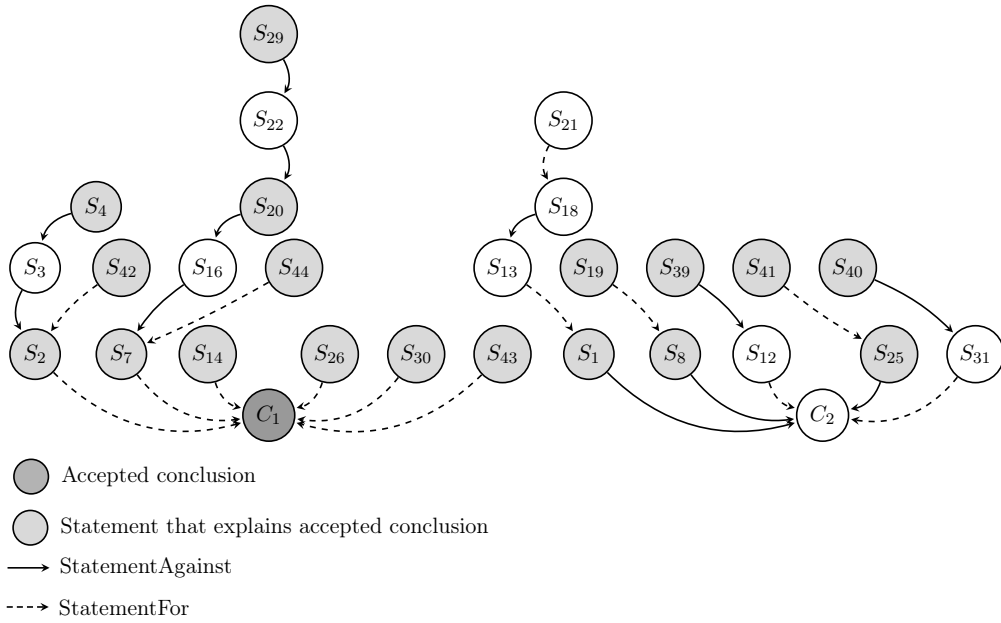 S29
S22
S21
S4
S20
S18
S3
S42
S16
S44
S13
S19
S39
S41
S40
S2
S7
S14
S26
S30
S43
S1
S8
S12
S25
S31
C1
C2
Accepted conclusion
Statement that explains accepted conclusion
StatementAgainst
StatementFor